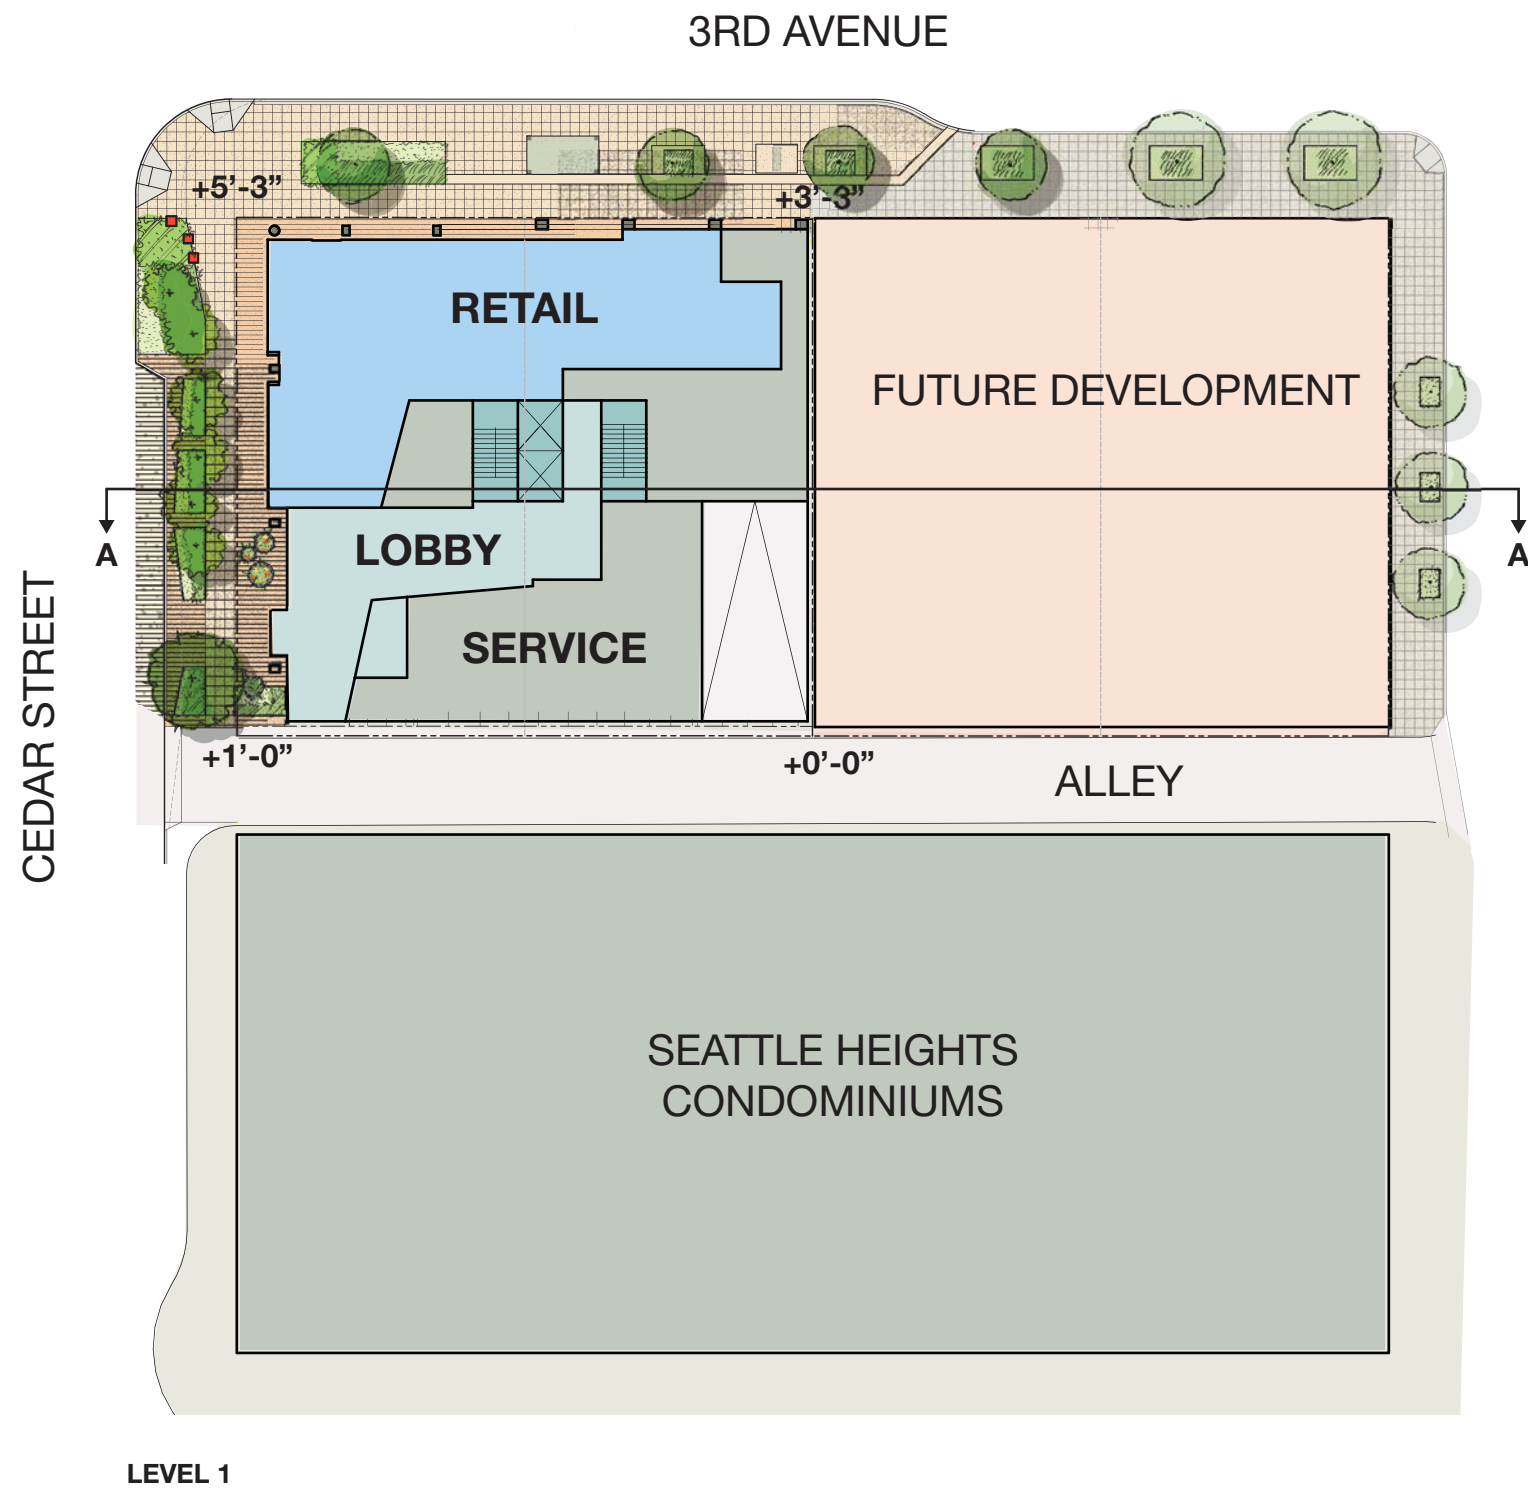 3RD AVENUE
+5’-3”
+3’-3”
RETAIL
FUTURE DEVELOPMENT
A
A
LOBBY
SERVICE
CEDAR STREET
+1’-0”
+0’-0”
ALLEY
SEATTLE HEIGHTS
CONDOMINIUMS
LEVEL 1